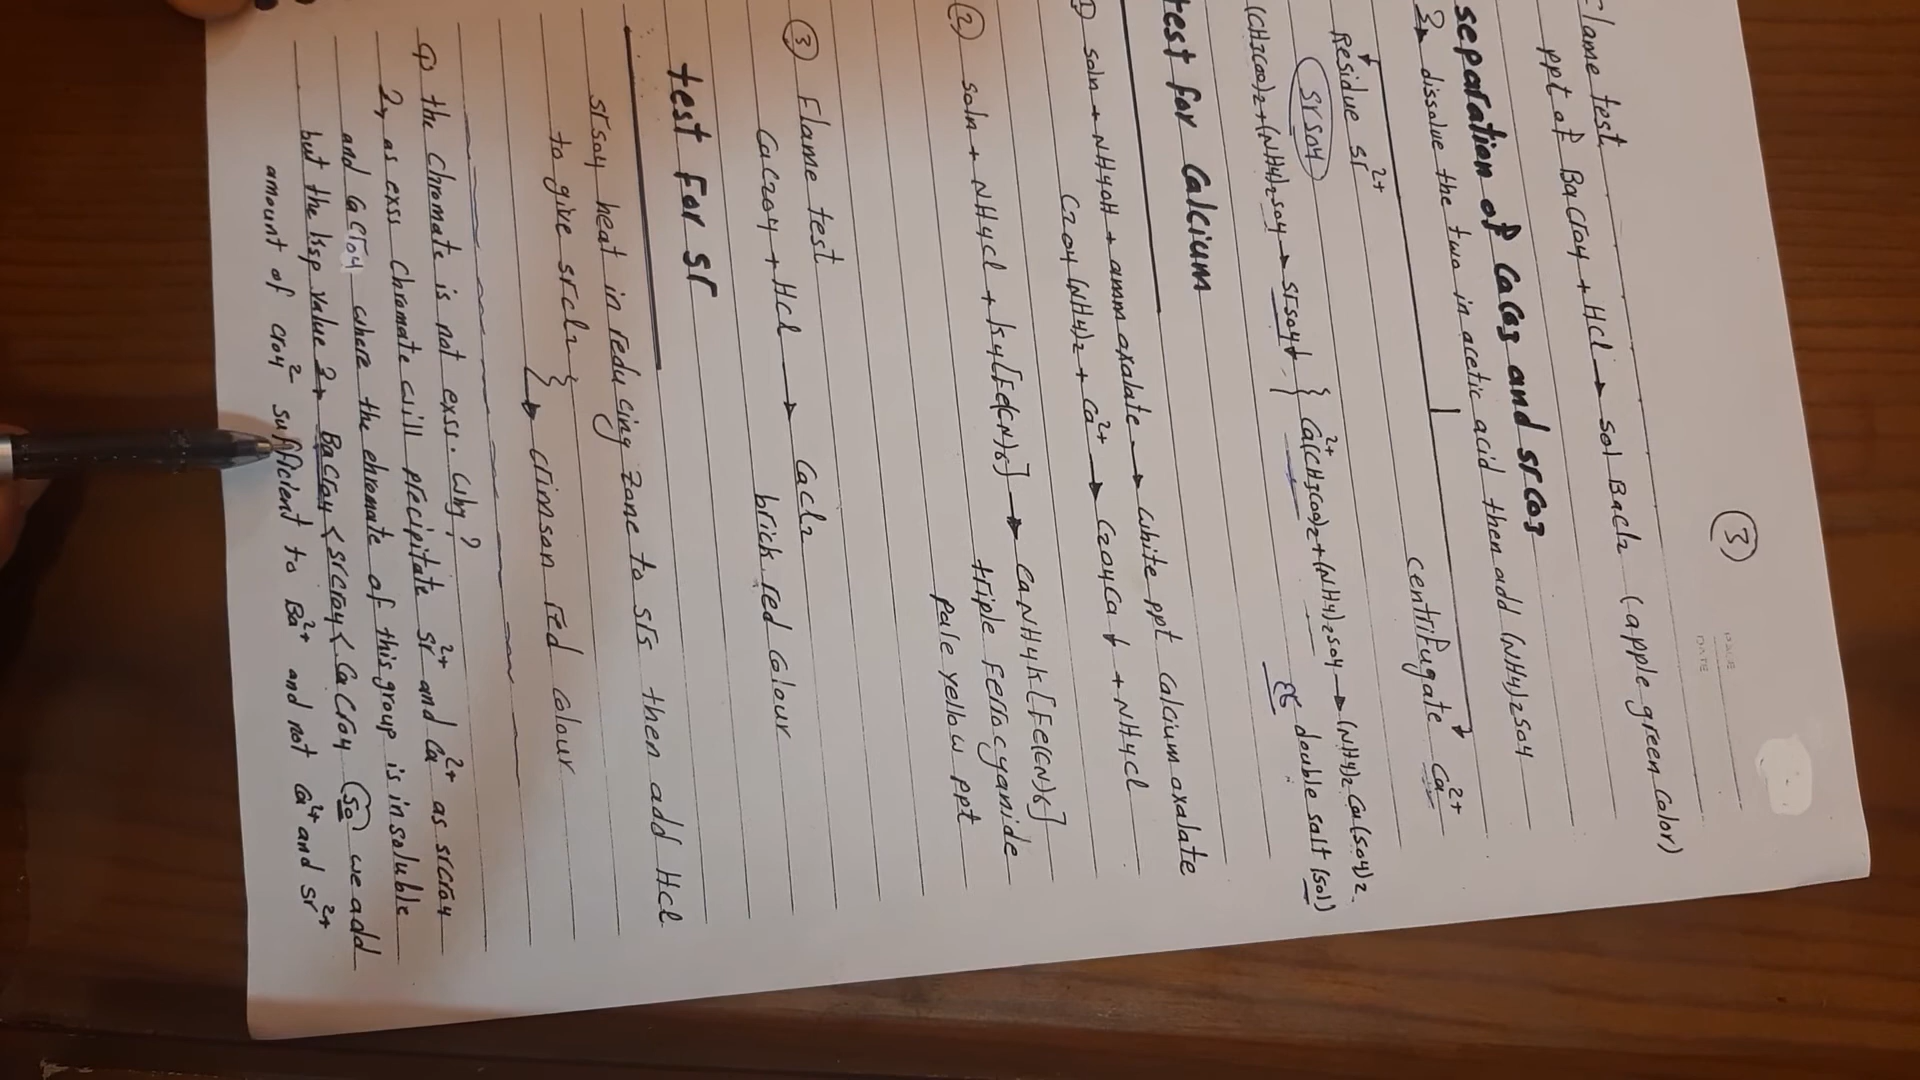 3
PAGE
DATE
Flame test
ppt of BaCrO4 + HCl → sol BaCl2 (apple green color)
separation of CaCO3 and SrCO3
dissolve the two in acetic acid then add (NH4)2SO4
centrifugate Ca2+
Residue Sr2+
SrSO4
(CH3COO)2 + (NH4)2SO4 → SrSO4↓ } Ca2+(CH3COO)2 + (NH4)2SO4 → (NH4)2Ca(SO4)2.
double salt (sol)
test for Calcium
1) soln + NH4OH + amm oxalate → white ppt calcium oxalate
C2O4(NH4)2 + Ca2+ → C2O4Ca↓ + NH4Cl
2) soln + NH4Cl + K4[Fe(CN)6] → CaNH4K[Fe(CN)6]
triple Ferrocyanide
pale yellow ppt
3) Flame test
CaC2O4 + HCl → CaCl2
brick red colour
test for Sr
SrSO4 heat in reducing zone to SrS then add HCl
to give SrCl2 } → crimson red colour
the chromate is not exss. why?
as exss chromate will precipitate Sr2+ and Ca2+ as SrCrO4
and CaCrO4 where the chromate of this group is insoluble
but the Ksp value BaCrO4 < SrCrO4 < CaCrO4 (so) we add
amount of CrO4 2 sufficient to Ba2+ and not Ca2+ and Sr2+